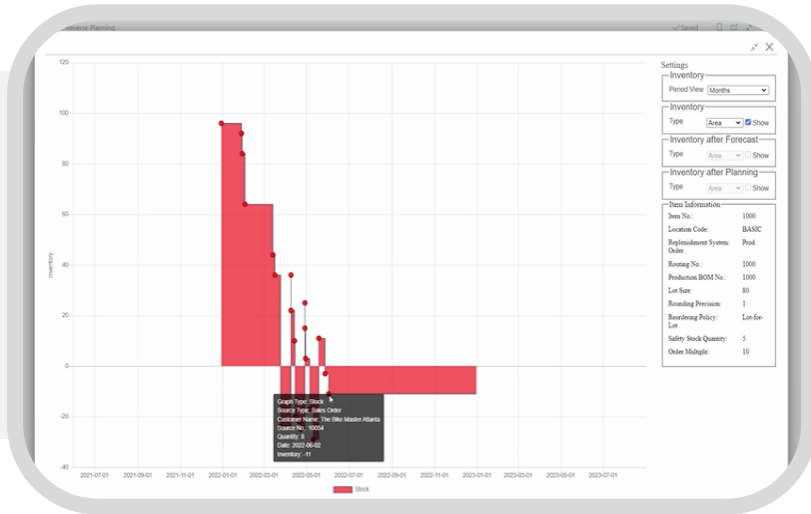 Reverse Planning
Saved
Settings
Inventory
Period View Months
Inventory
Type Area Show
Inventory after Forecast
Type Area Show
Inventory after Planning
Type Area Show
Item Information
Item No.: 1000
Location Code: BASIC
Replenishment System: Prod.
Order
Routing No.: 1000
Production BOM No.: 1000
Lot Size: 80
Rounding Precision: 1
Reordering Policy: Lot-for-
Lot
Safety Stock Quantity: 5
Order Multiple: 10
120
100
80
60
40
20
0
-20
-40
Inventory
Graph Type: Stock
Source Type: Sales Order
Customer Name: The Bike Master Atlanta
Source No.: 10054
Quantity: 8
Date: 2022-06-02
Inventory: -11
2021-07-01 2021-09-01 2021-11-01 2022-01-01 2022-03-01 2022-05-01 2022-07-01 2022-09-01 2022-11-01 2023-01-01 2023-03-01 2023-05-01 2023-07-01
Stock